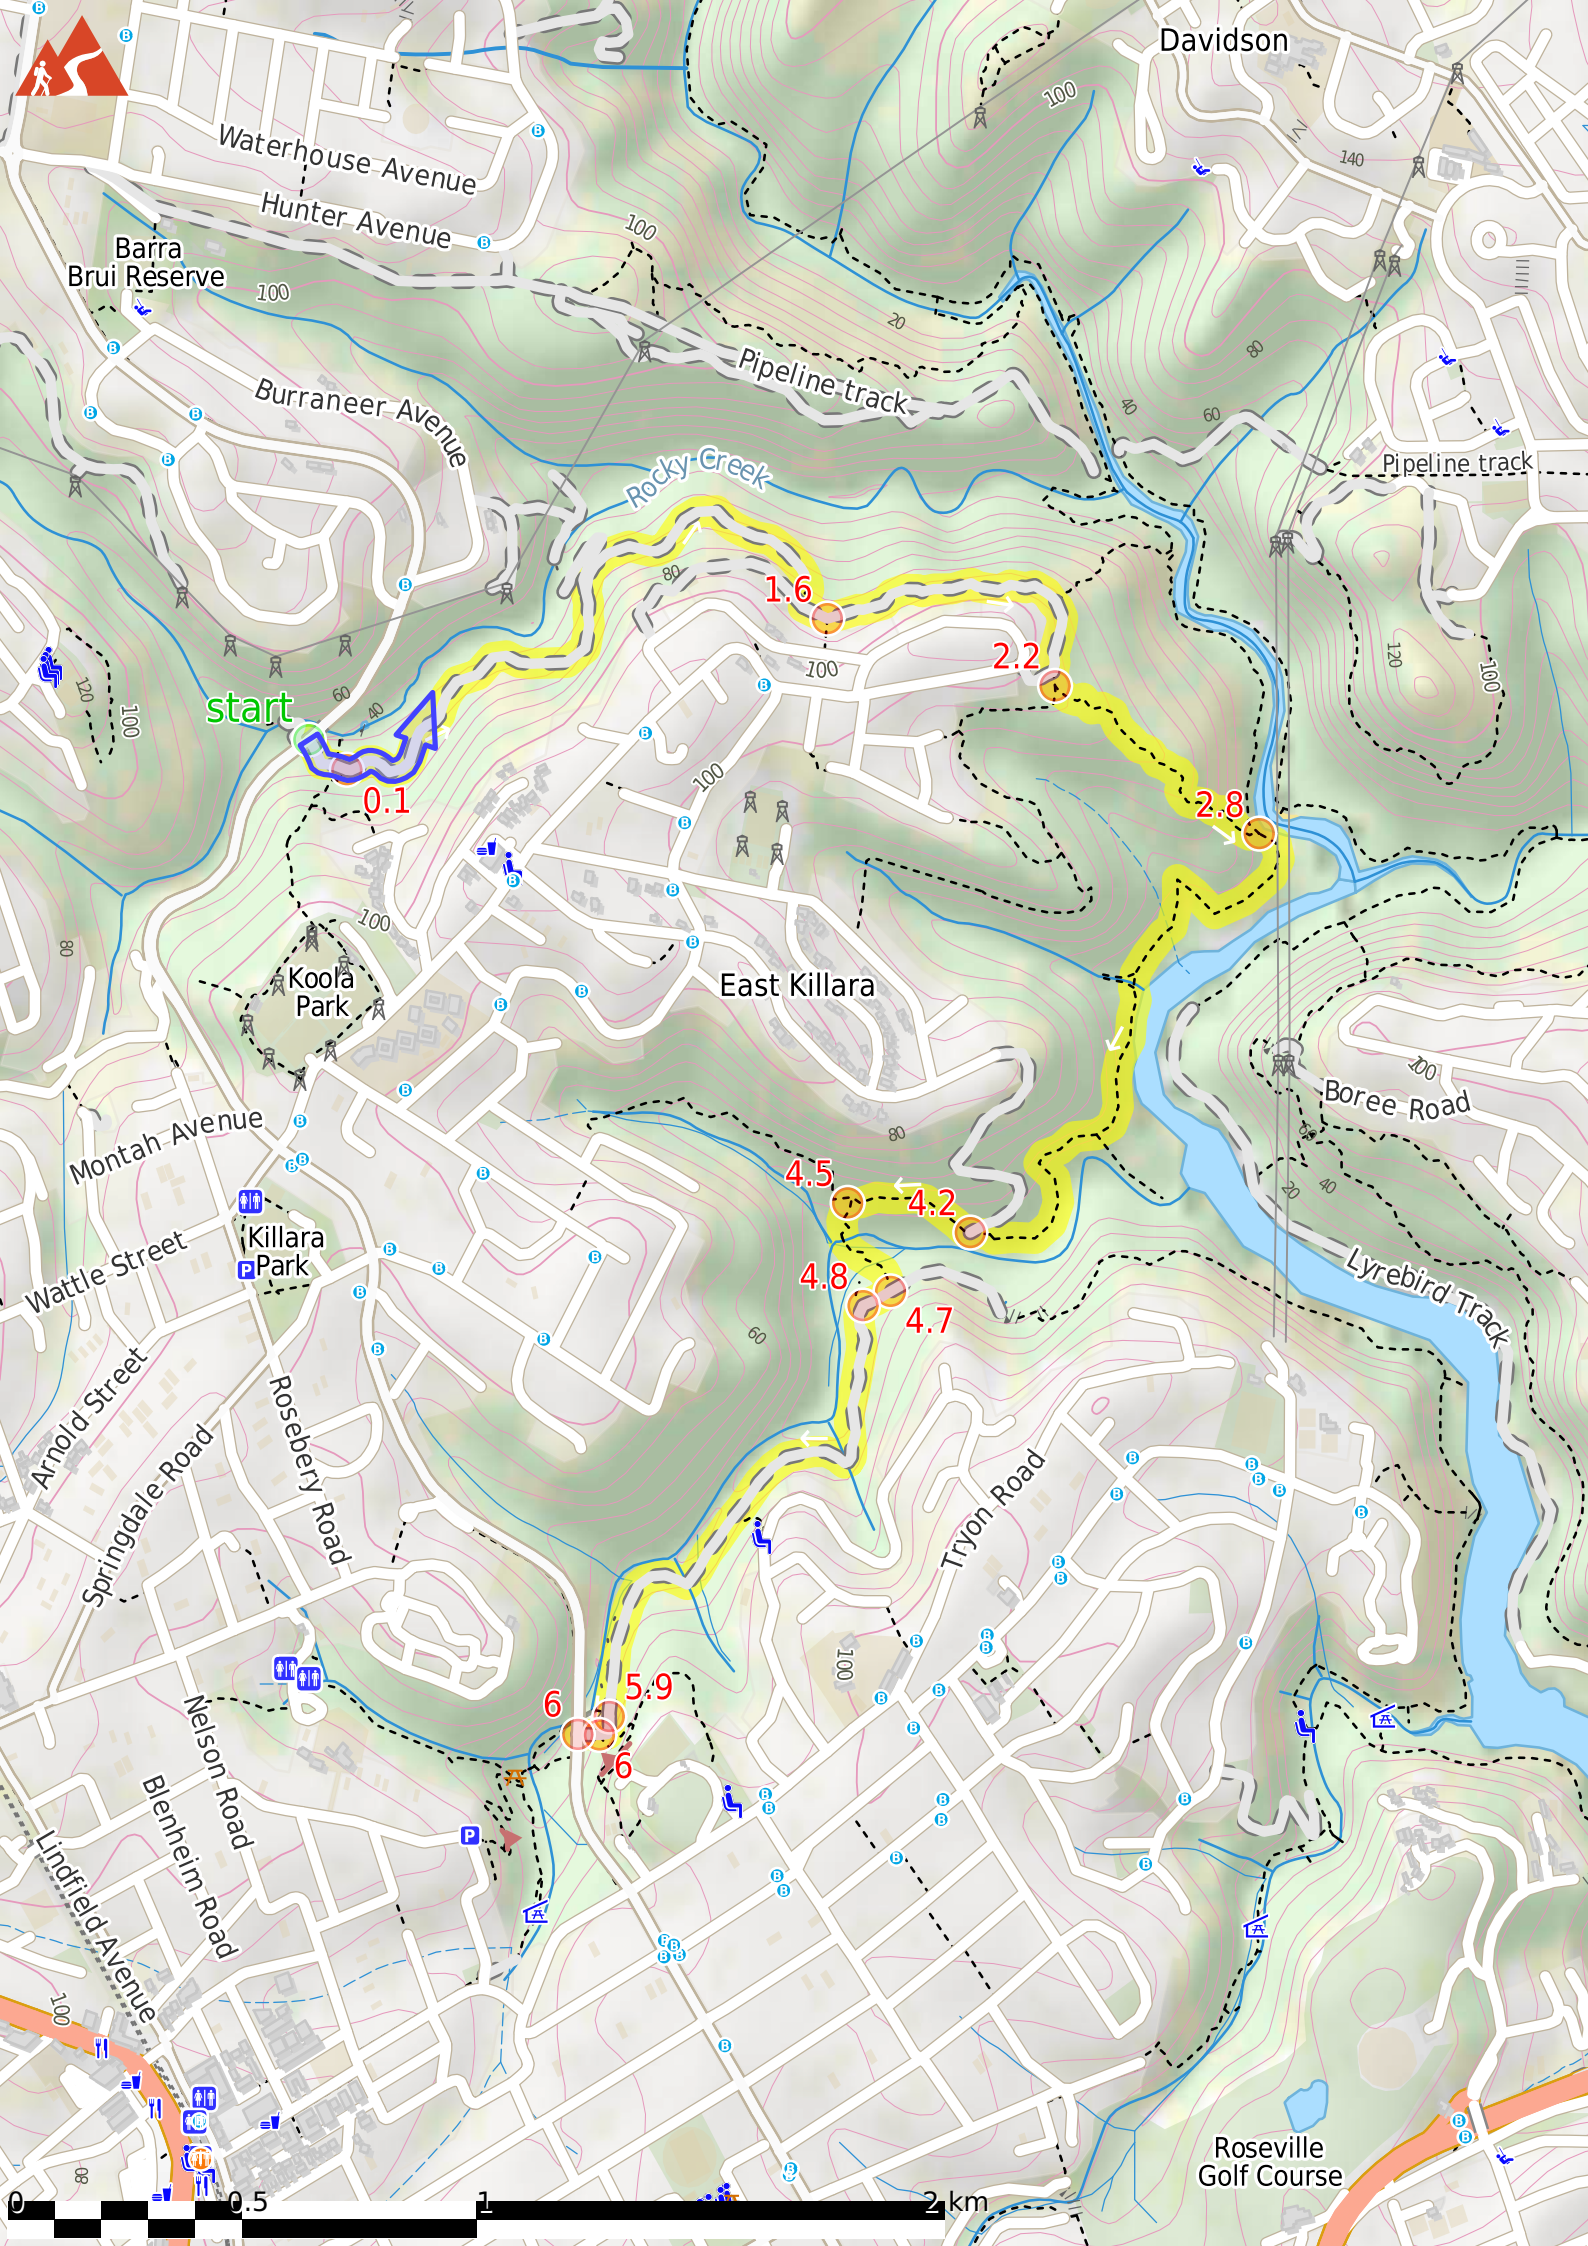 Davidson
100
Waterhouse Avenue
140
Hunter Avenue
100
Barra
Brui Reserve
100
20
80
Pipeline track
40
60
Burraneer Avenue
Pipeline track
Rocky Creek
80
1.6
2.2
100
120
100
120
100
60
40
start
0.1
100
2.8
100
80
Koola
Park
East Killara
100
Boree Road
Montah Avenue
80
60
4.5
4.2
20
40
Killara
Park
P
Wattle Street
4.8
4.7
Lyrebird Track
60
Arnold Street
Rosebery Road
Springdale Road
Tryon Road
100
5.9
6
6
Nelson Road
Blenheim Road
P
Lindfield Avenue
100
80
Roseville
Golf Course
0
0.5
1
2 km